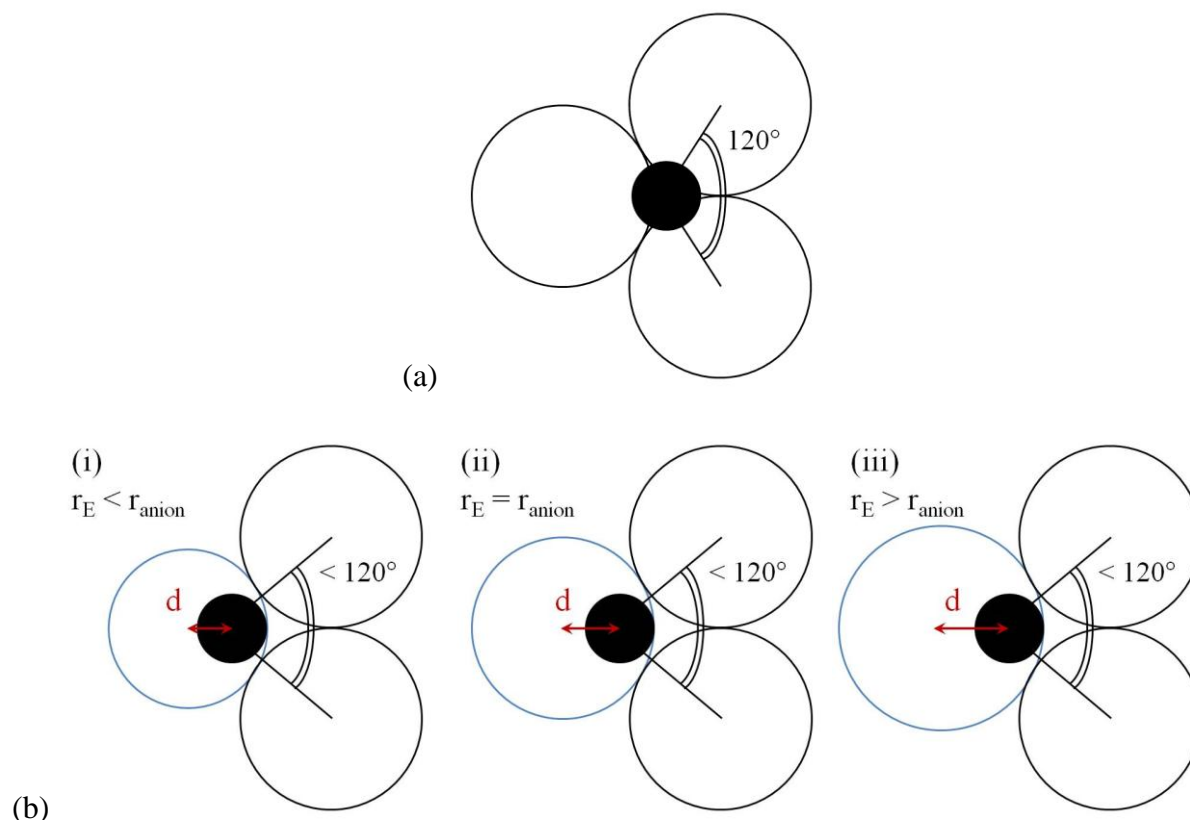 120°
(a)
(i)
r_E < r_anion
d
< 120°
(ii)
r_E = r_anion
d
< 120°
(iii)
r_E > r_anion
d
< 120°
(b)